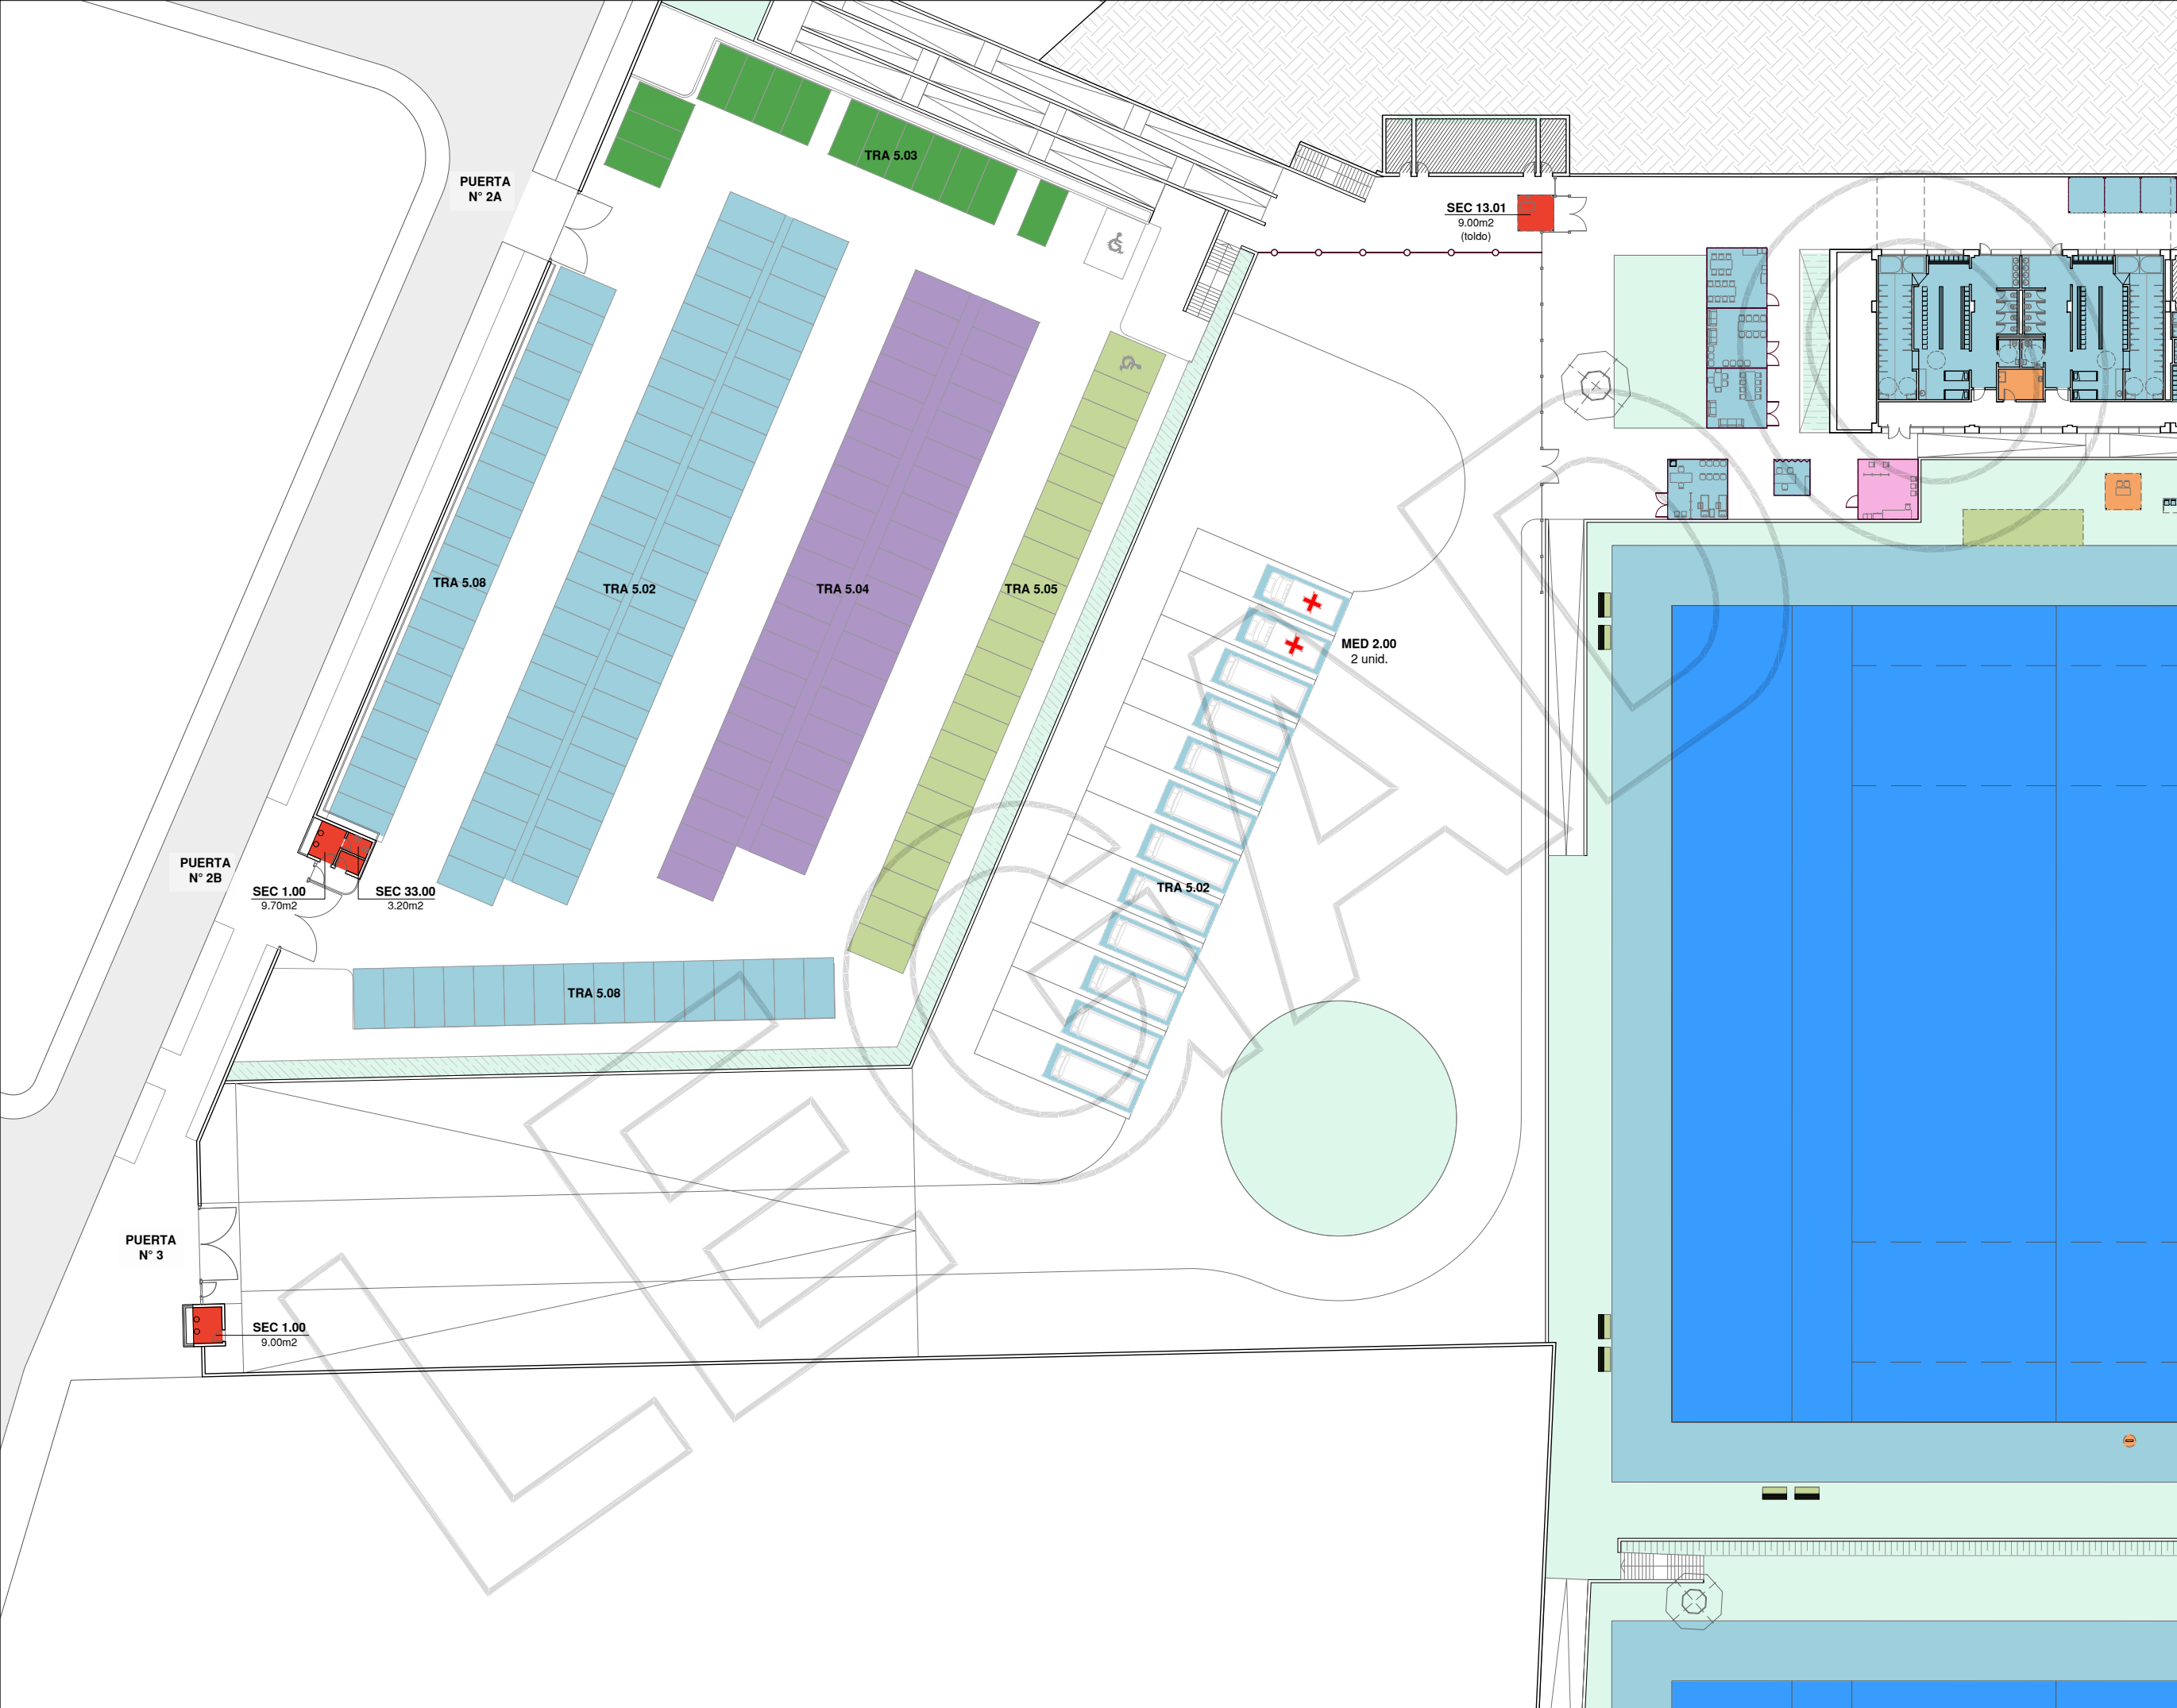 TRA 5.03
PUERTA
N° 2A
SEC 13.01
9.00m2
(toldo)
TRA 5.08
TRA 5.02
TRA 5.04
TRA 5.05
MED 2.00
2 unid.
PUERTA
N° 2B
SEC 1.00
9.70m2
SEC 33.00
3.20m2
TRA 5.02
TRA 5.08
PUERTA
N° 3
SEC 1.00
9.00m2